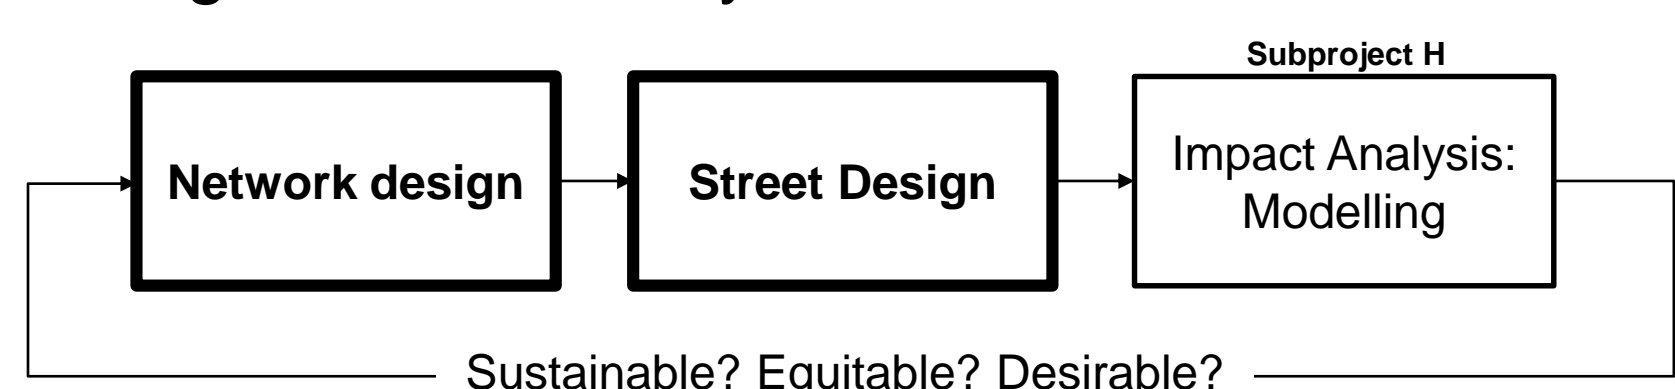 Subproject H
Network design
Street Design
Impact Analysis:
Modelling
Sustainable? Equitable? Desirable?